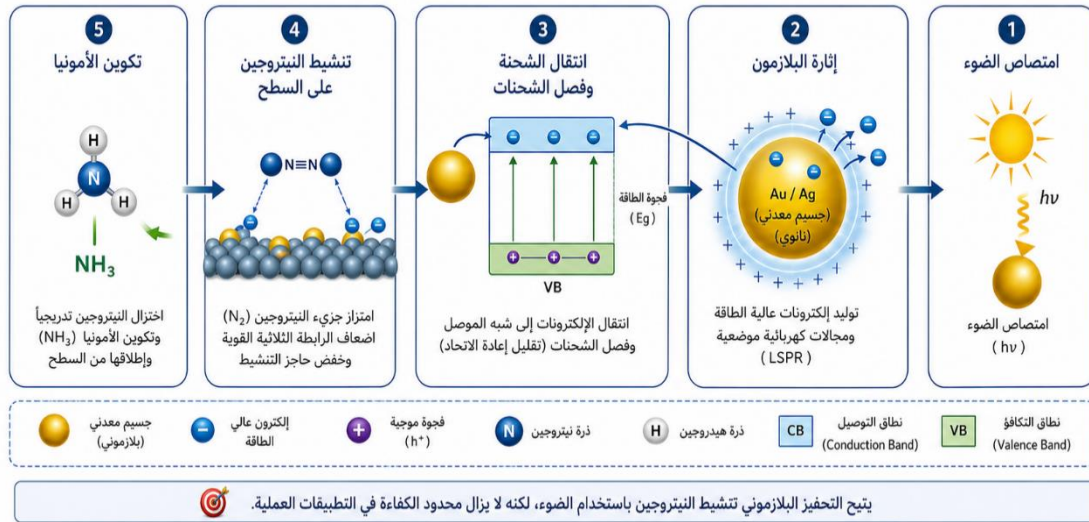 1
امتصاص الضوء
hν
امتصاص الضوء
( hν )
2
إثارة البلازمون
Au / Ag
(جسيم معدني)
(نانوي)
توليد إلكترونات عالية الطاقة
ومجالات كهربائية موضعية
( LSPR )
3
انتقال الشحنة
وفصل الشحنات
فجوة الطاقة
( Eg )
VB
انتقال الإلكترونات إلى شبه الموصل
وفصل الشحنات (تقليل إعادة الاتحاد)
4
تنشيط النيتروجين
على السطح
N≡N
امتزاز جزيء النيتروجين (N₂)
اضعاف الرابطة الثلاثية القوية
وخفض حاجز التنشيط
5
تكوين الأمونيا
H
N
H
H
NH₃
اختزال النيتروجين تدريجياً
وتكوين الأمونيا (NH₃)
وإطلاقها من السطح
VB
نطاق التكافؤ
(Valence Band)
CB
نطاق التوصيل
(Conduction Band)
H
ذرة هيدروجين
N
ذرة نيتروجين
فجوة موجبة
(h⁺)
إلكترون عالي
الطاقة
جسيم معدني
(بلازموني)
يتيح التحفيز البلازموني تتشيط النيتروجين باستخدام الضوء، لكنه لا يزال محدود الكفاءة في التطبيقات العملية.